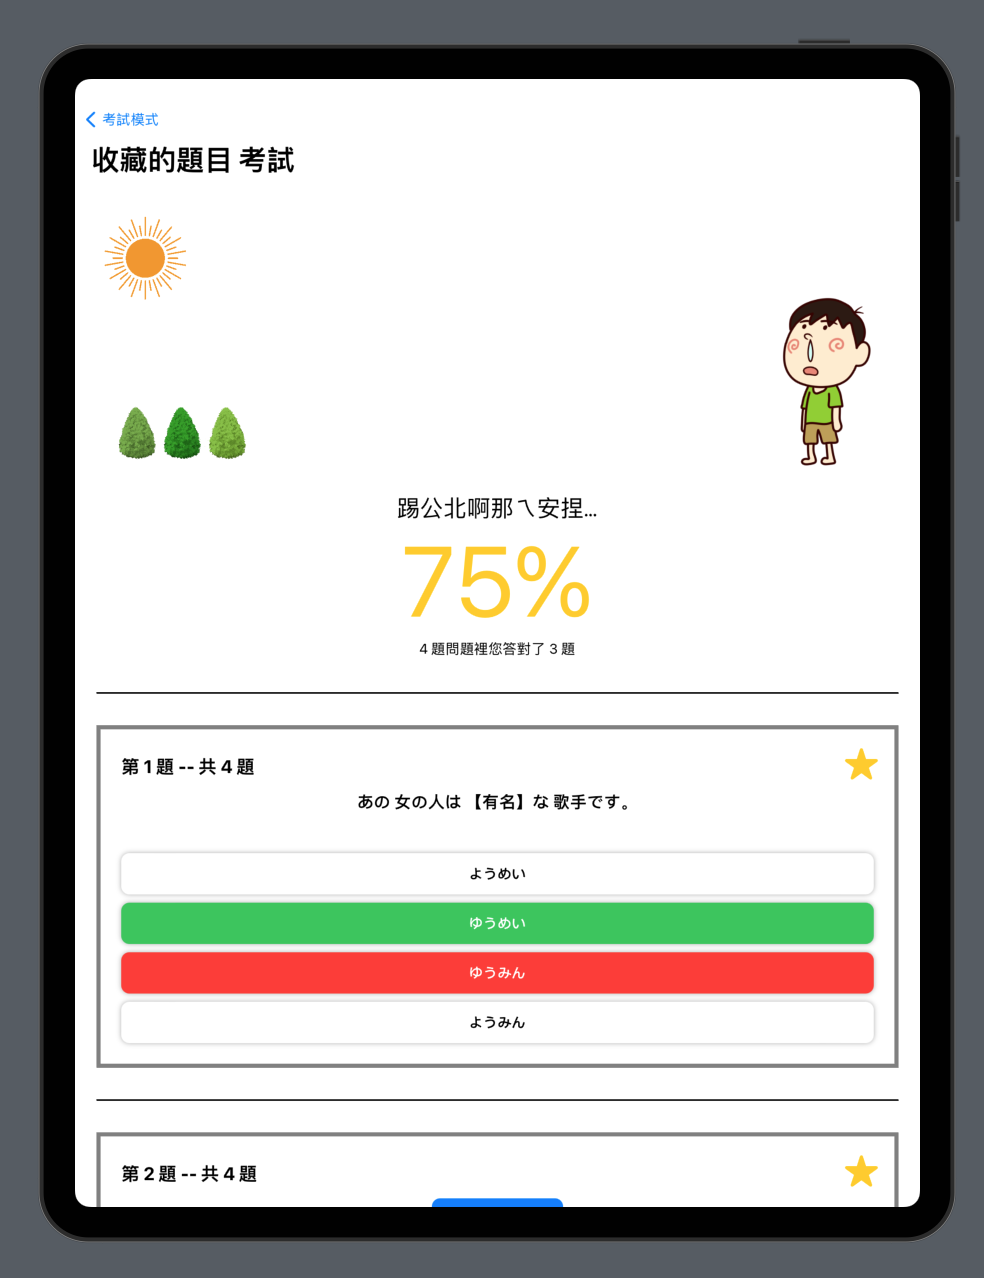 考試模式
收藏的題目 考試
踢公北啊那ㄟ安捏...
75%
4 題問題裡您答對了 3 題
第 1 題 -- 共 4 題
あの 女の人は 【有名】な 歌手です。
ようめい
ゆうめい
ゆうみん
ようみん
第 2 題 -- 共 4 題